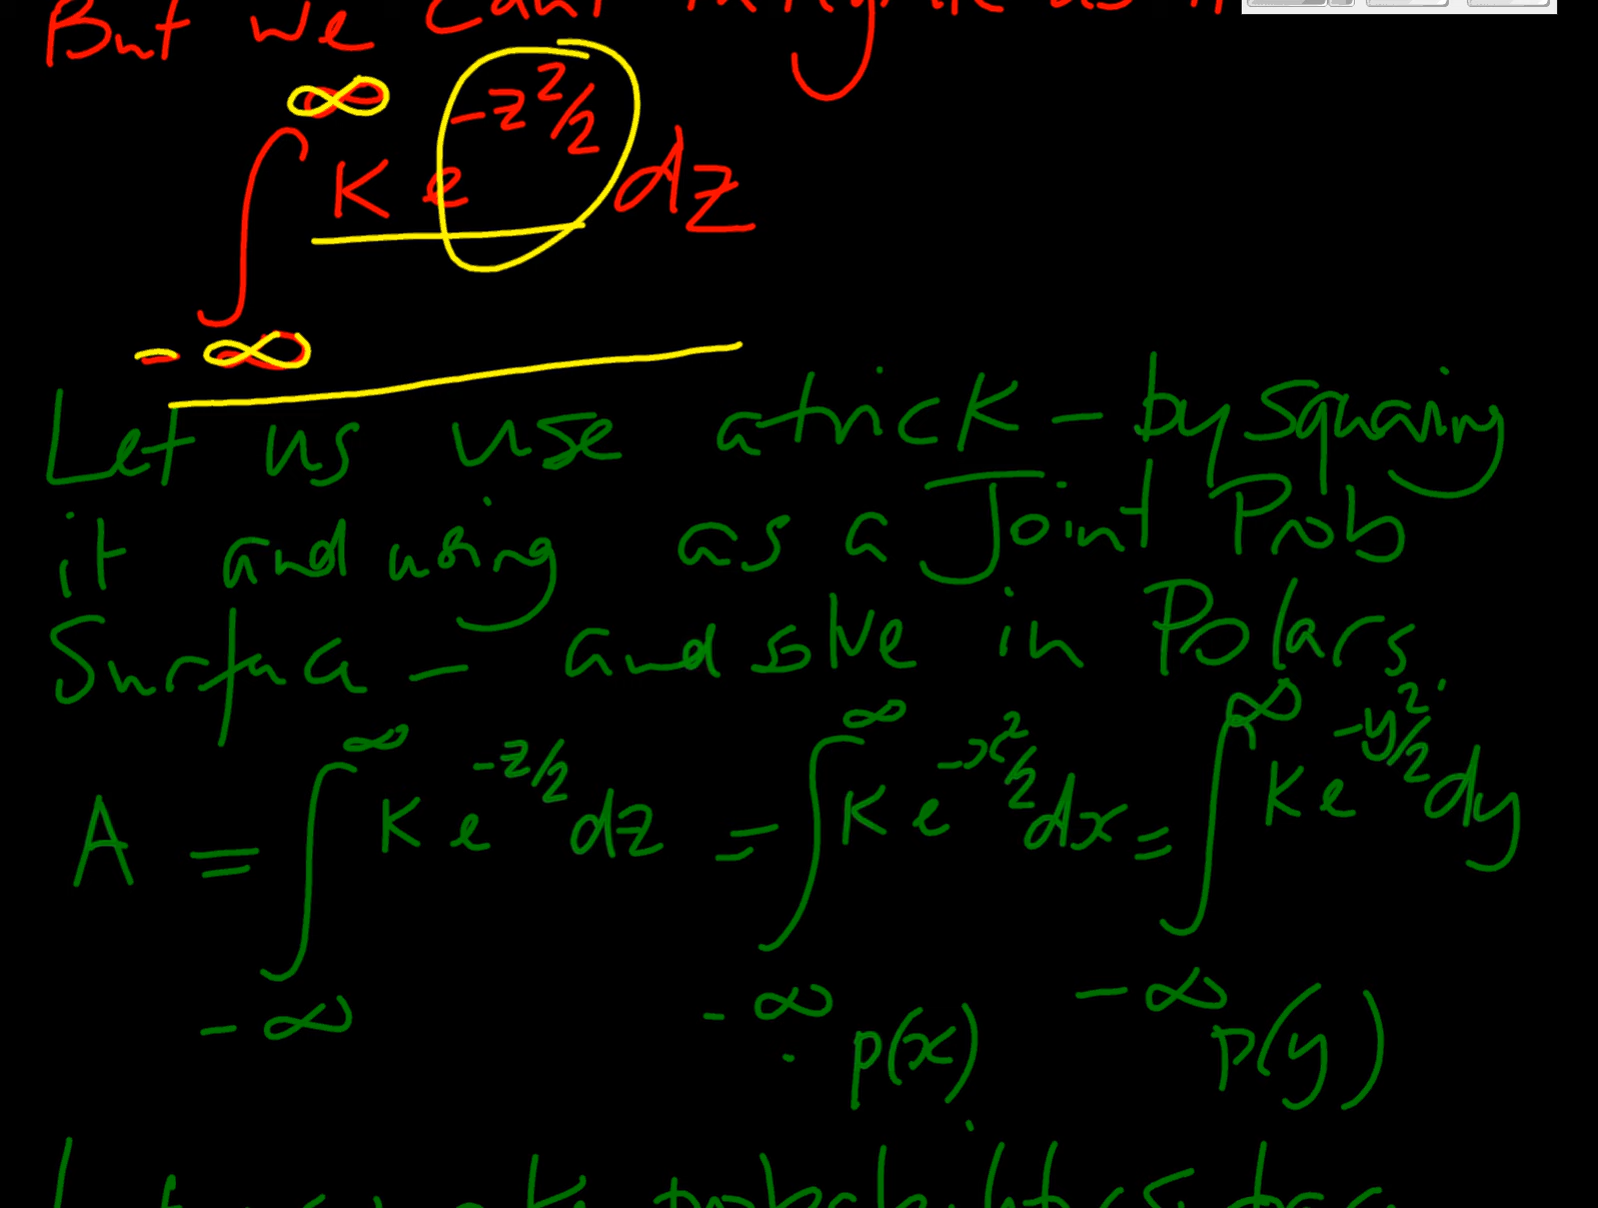 But we can't integrate as it
∫_{-∞}^{∞} K e^{-z²/2} dz
Let us use a trick - by squaring
it and using as a Joint Prob
Surface - and solve in Polars.
A = ∫_{-∞}^{∞} K e^{-z/2} dz = ∫_{-∞}^{∞} K e^{-x²/2} dx = ∫_{-∞}^{∞} K e^{-y²/2} dy
p(x) p(y)